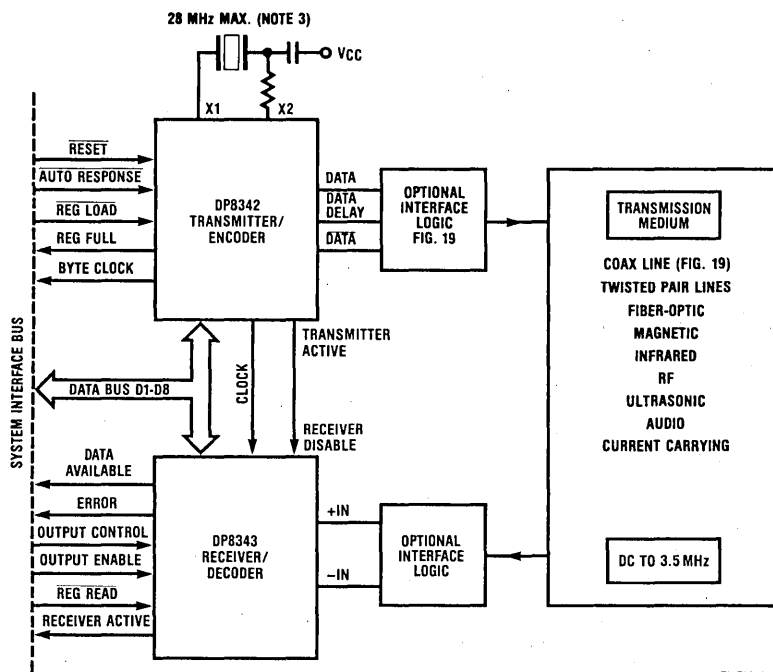 28 MHz MAX. (NOTE 3)
VCC
X1
X2
RESET
AUTO RESPONSE
REG LOAD
REG FULL
BYTE CLOCK
DP8342
TRANSMITTER/
ENCODER
DATA
DATA
DELAY
DATA
OPTIONAL
INTERFACE
LOGIC
FIG. 19
TRANSMISSION
MEDIUM
COAX LINE (FIG. 19)
TWISTED PAIR LINES
FIBER-OPTIC
MAGNETIC
INFRARED
RF
ULTRASONIC
AUDIO
CURRENT CARRYING
DC TO 3.5 MHz
SYSTEM INTERFACE BUS
DATA BUS D1-D8
CLOCK
TRANSMITTER
ACTIVE
RECEIVER
DISABLE
DATA
AVAILABLE
ERROR
OUTPUT CONTROL
OUTPUT ENABLE
REG READ
RECEIVER ACTIVE
DP8343
RECEIVER/
DECODER
+IN
−IN
OPTIONAL
INTERFACE
LOGIC